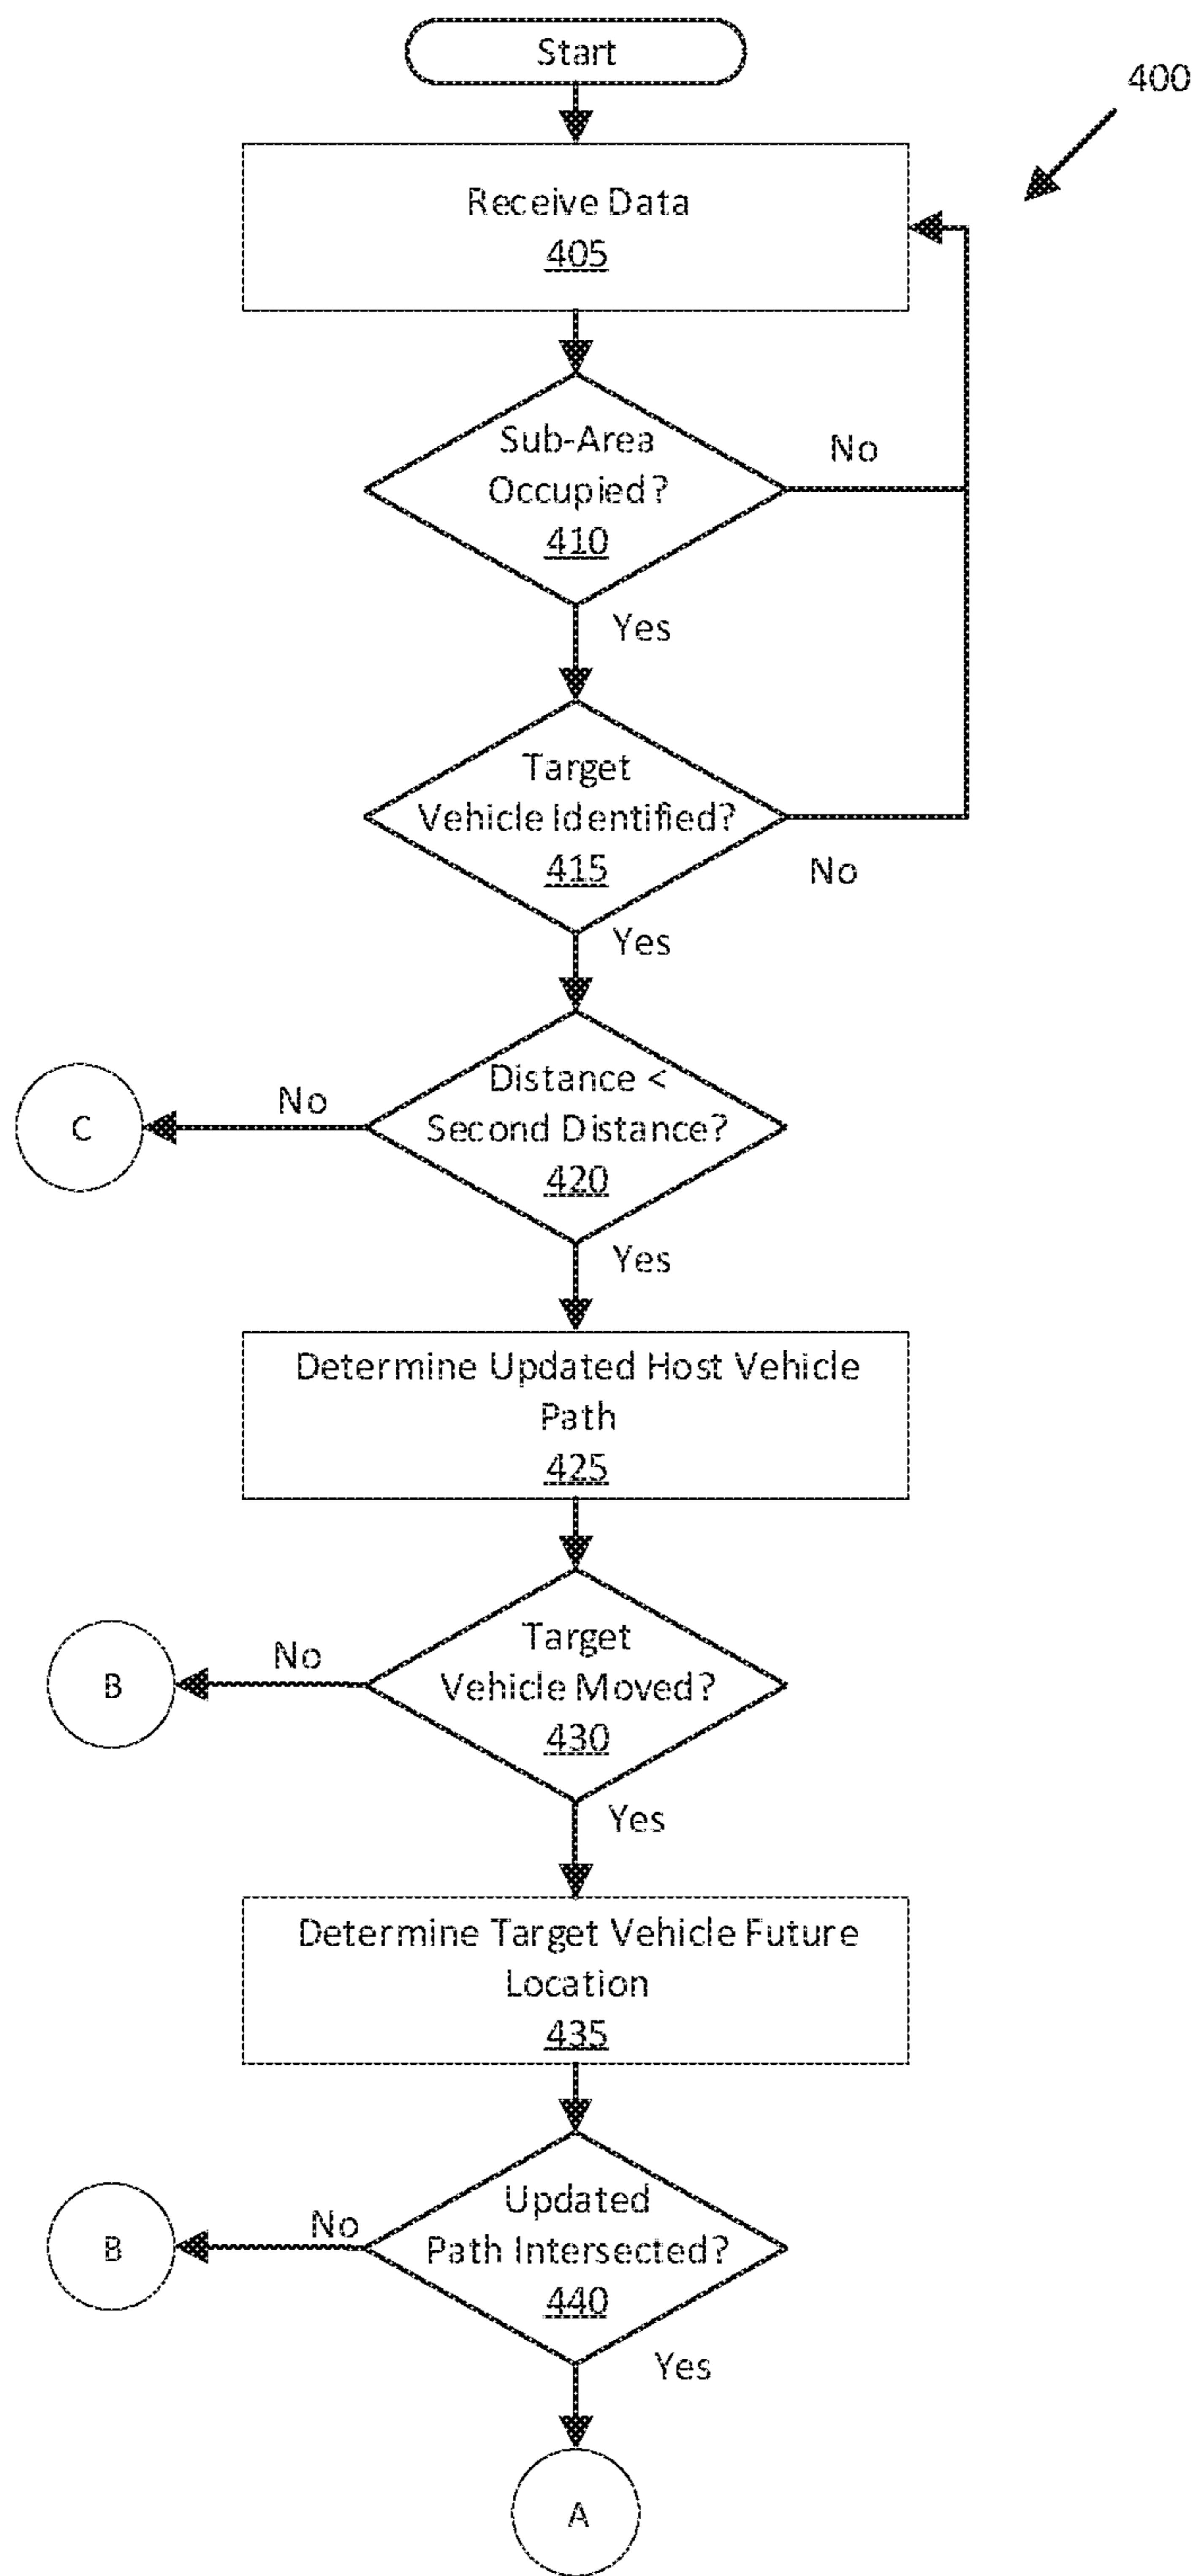 Start
400
Receive Data
405
Sub-Area
Occupied?
410
No
Yes
Target
Vehicle Identified?
415
No
Yes
Distance <
Second Distance?
420
No
C
Yes
Determine Updated Host Vehicle
Path
425
Target
Vehicle Moved?
430
No
B
Yes
Determine Target Vehicle Future
Location
435
Updated
Path Intersected?
440
No
B
Yes
A